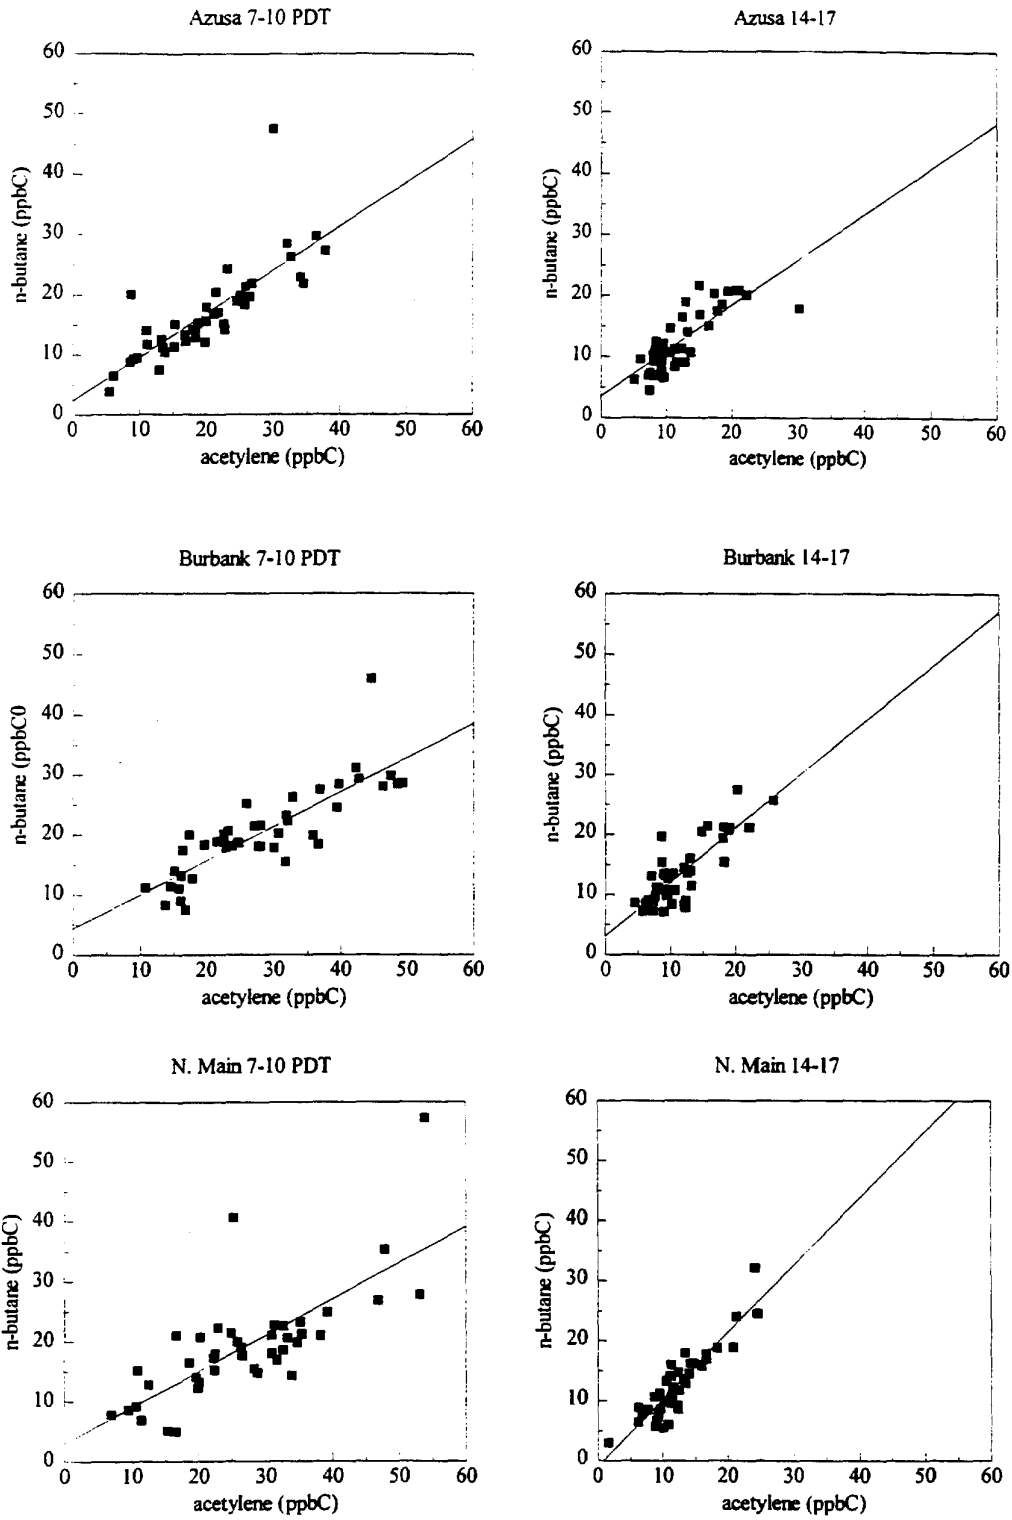 Azusa 7-10 PDT
60
50
40
30
20
10
0
n-butane (ppbC)
0 10 20 30 40 50 60
acetylene (ppbC)
Azusa 14-17
60
50
40
30
20
10
0
n-butane (ppbC)
0 10 20 30 40 50 60
acetylene (ppbC)
Burbank 7-10 PDT
60
50
40
30
20
10
0
n-butane (ppbC0
0 10 20 30 40 50 60
acetylene (ppbC)
Burbank 14-17
60
50
40
30
20
10
0
n-butane (ppbC)
0 10 20 30 40 50 60
acetylene (ppbC)
N. Main 7-10 PDT
60
50
40
30
20
10
0
n-butane (ppbC)
0 10 20 30 40 50 60
acetylene (ppbC)
N. Main 14-17
60
50
40
30
20
10
0
n-butane (ppbC)
0 10 20 30 40 50 60
acetylene (ppbC)